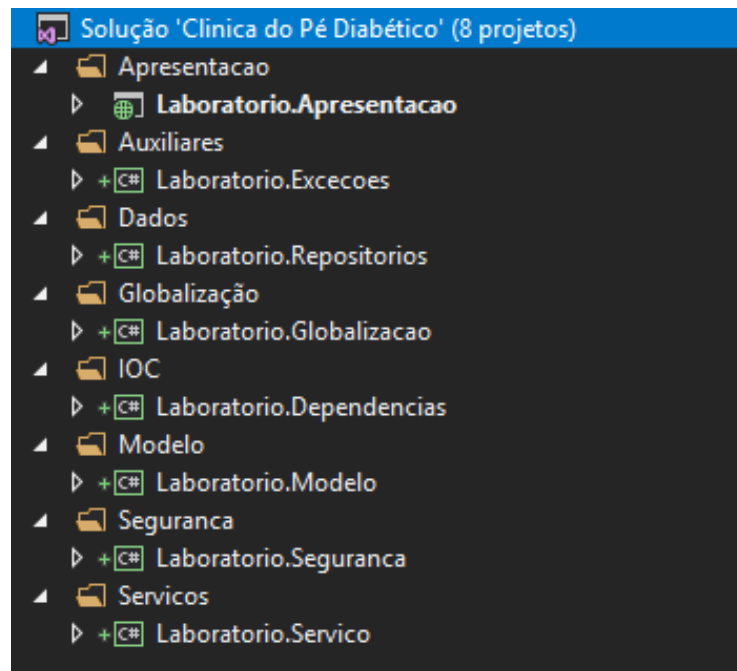 Solução 'Clinica do Pé Diabético' (8 projetos)
Apresentacao
Laboratorio.Apresentacao
Auxiliares
+C# Laboratorio.Excecoes
Dados
+C# Laboratorio.Repositorios
Globalização
+C# Laboratorio.Globalizacao
IOC
+C# Laboratorio.Dependencias
Modelo
+C# Laboratorio.Modelo
Seguranca
+C# Laboratorio.Seguranca
Servicos
+C# Laboratorio.Servico